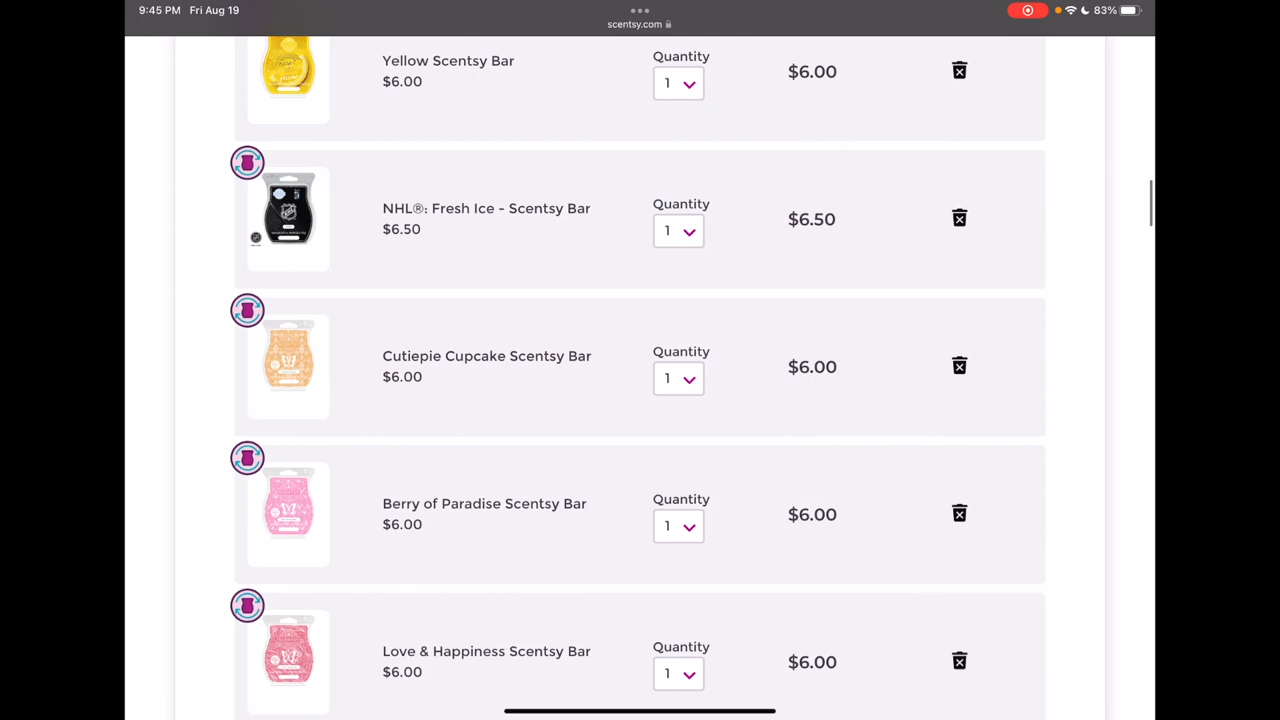 9:45 PM Fri Aug 19
scentsy.com
83%
Yellow Scentsy Bar
$6.00
Quantity
1
$6.00
NHL®: Fresh Ice - Scentsy Bar
$6.50
Quantity
1
$6.50
Cutiepie Cupcake Scentsy Bar
$6.00
Quantity
1
$6.00
Berry of Paradise Scentsy Bar
$6.00
Quantity
1
$6.00
Love & Happiness Scentsy Bar
$6.00
Quantity
1
$6.00